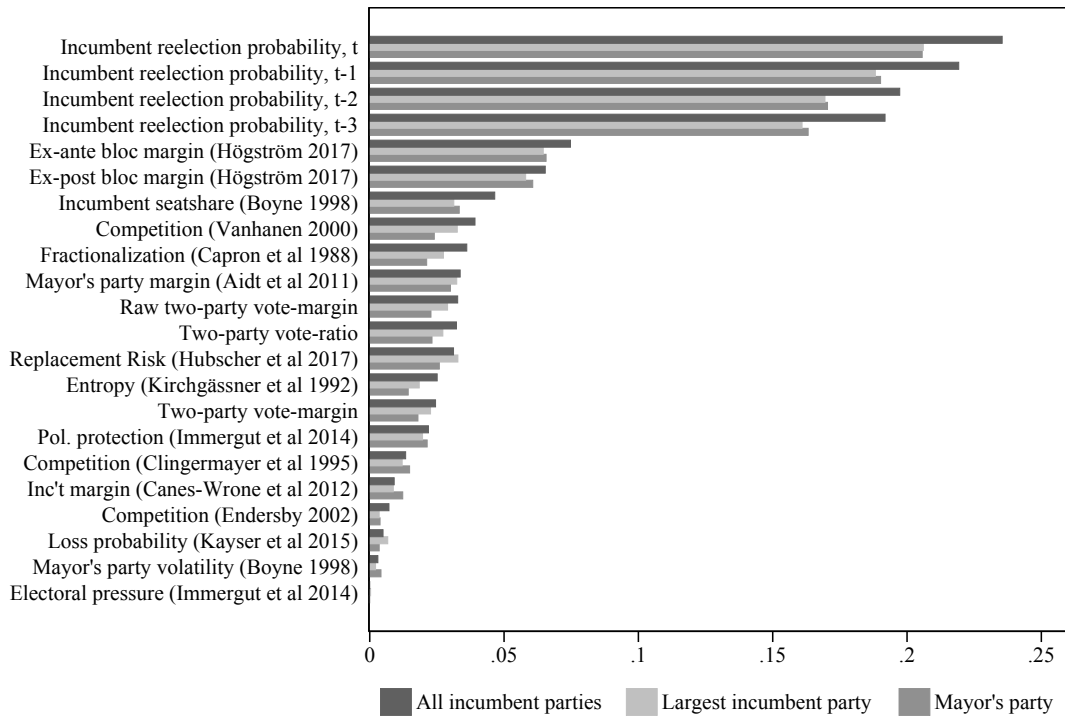 Incumbent reelection probability, t
Incumbent reelection probability, t-1
Incumbent reelection probability, t-2
Incumbent reelection probability, t-3
Ex-ante bloc margin (Högström 2017)
Ex-post bloc margin (Högström 2017)
Incumbent seatshare (Boyne 1998)
Competition (Vanhanen 2000)
Fractionalization (Capron et al 1988)
Mayor's party margin (Aidt et al 2011)
Raw two-party vote-margin
Two-party vote-ratio
Replacement Risk (Hubscher et al 2017)
Entropy (Kirchgässner et al 1992)
Two-party vote-margin
Pol. protection (Immergut et al 2014)
Competition (Clingermayer et al 1995)
Inc't margin (Canes-Wrone et al 2012)
Competition (Endersby 2002)
Loss probability (Kayser et al 2015)
Mayor's party volatility (Boyne 1998)
Electoral pressure (Immergut et al 2014)
0 .05 .1 .15 .2 .25
All incumbent parties Largest incumbent party Mayor's party